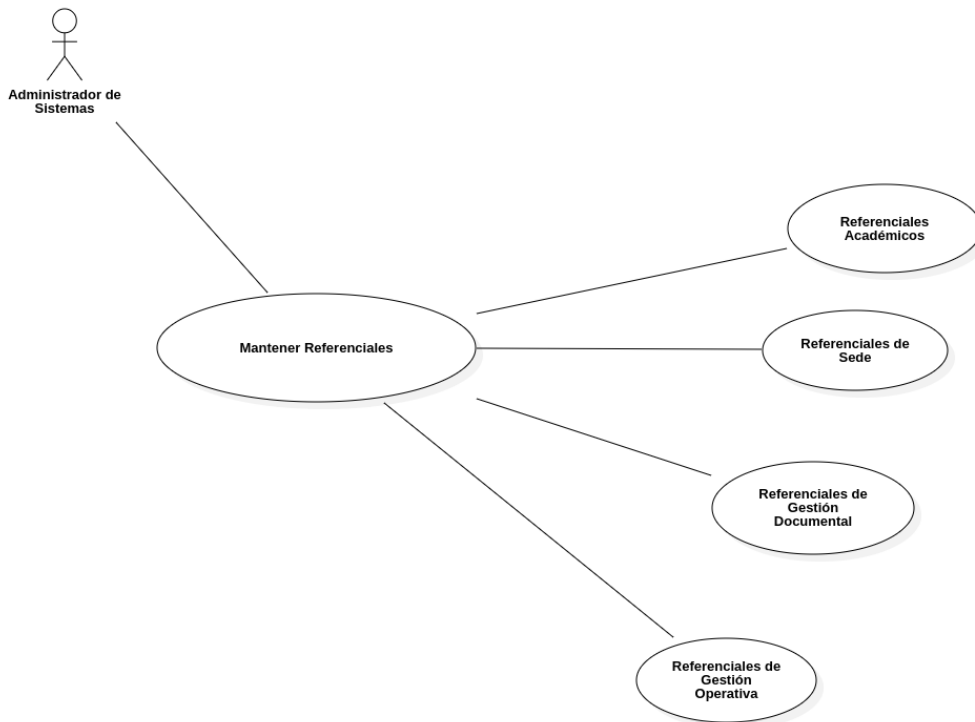 Administrador de
Sistemas
Referenciales
Académicos
Mantener Referenciales
Referenciales de
Sede
Referenciales de
Gestión
Documental
Referenciales de
Gestión
Operativa